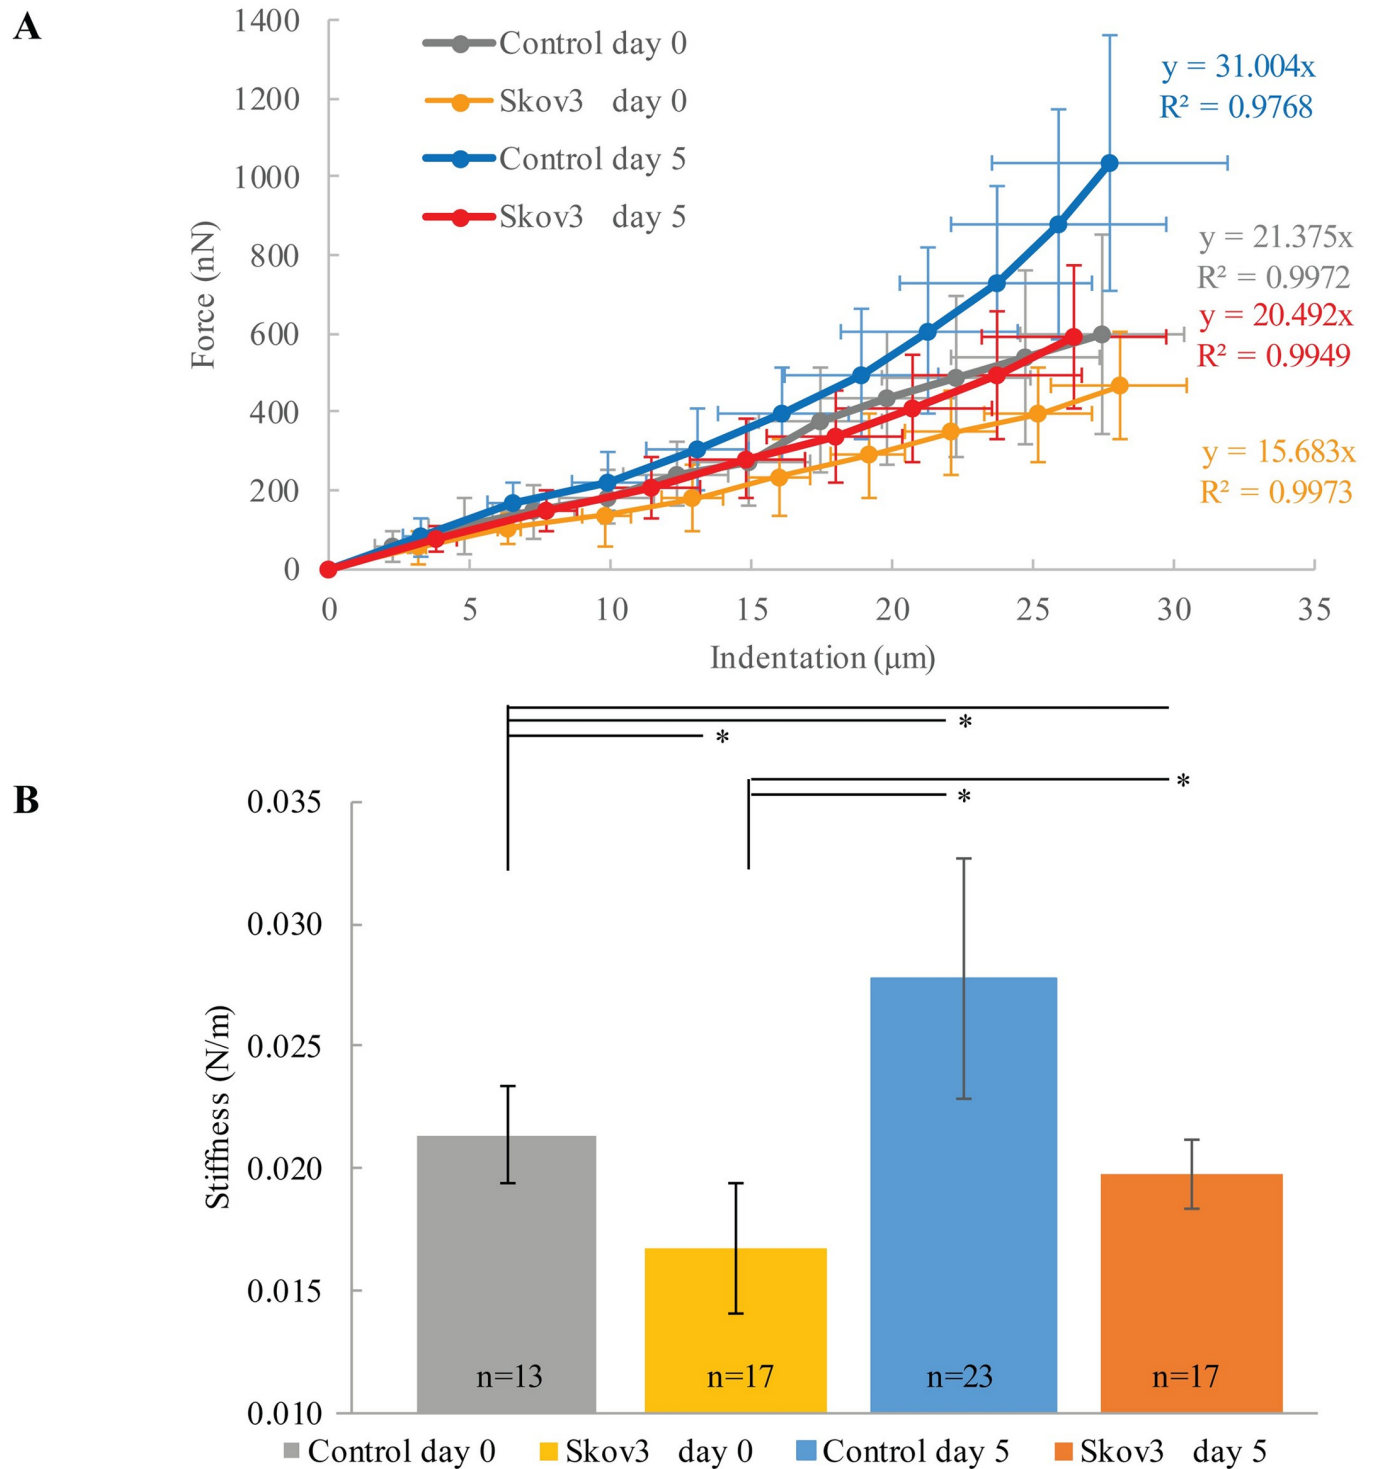 A
1400
1200
1000
800
600
400
200
0
Force (nN)
Control day 0
Skov3 day 0
Control day 5
Skov3 day 5
y = 31.004x
R² = 0.9768
y = 21.375x
R² = 0.9972
y = 20.492x
R² = 0.9949
y = 15.683x
R² = 0.9973
0 5 10 15 20 25 30 35
Indentation (μm)
*
*
*
*
B
0.035
0.030
0.025
0.020
0.015
0.010
Stiffness (N/m)
n=13 n=17 n=23 n=17
Control day 0 Skov3 day 0 Control day 5 Skov3 day 5